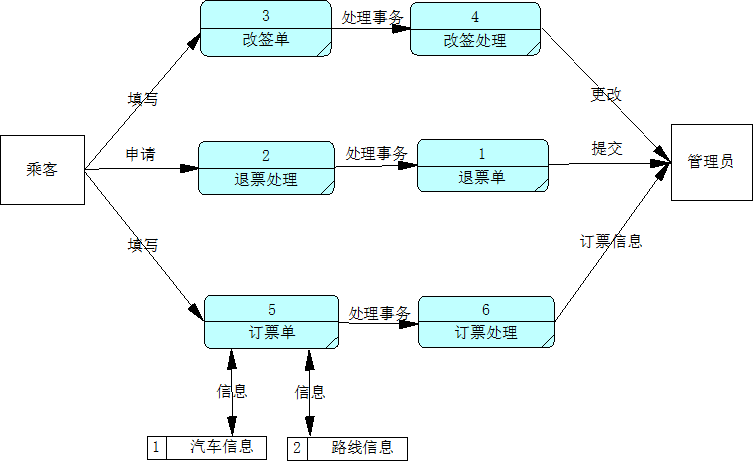 3
改签单
处理事务
4
改签处理
填写
更改
乘客
申请
2
退票处理
处理事务
1
退票单
提交
管理员
填写
订票信息
5
订票单
处理事务
6
订票处理
信息
信息
1 汽车信息
2 路线信息